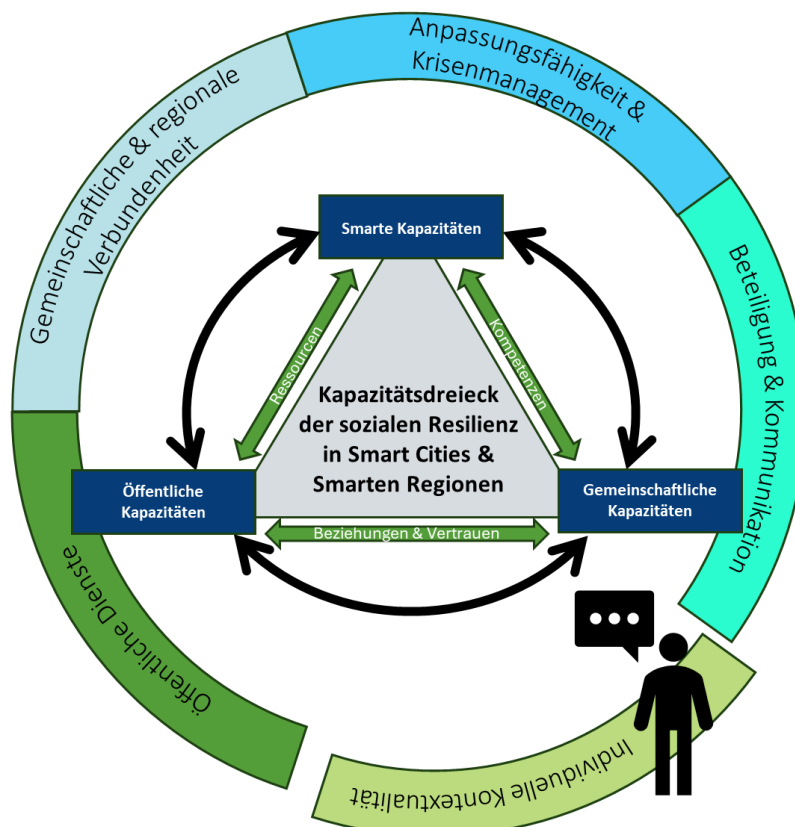 Anpassungsfähigkeit &
Krisenmanagement
Gemeinschaftliche & regionale
Verbundenheit
Beteiligung & Kommunikation
Smarte Kapazitäten
Ressourcen
Kompetenzen
Kapazitätsdreieck
der sozialen Resilienz
in Smart Cities &
Smarten Regionen
Öffentliche
Kapazitäten
Gemeinschaftliche
Kapazitäten
Beziehungen & Vertrauen
Öffentliche Dienste
Individuelle Kontextualität